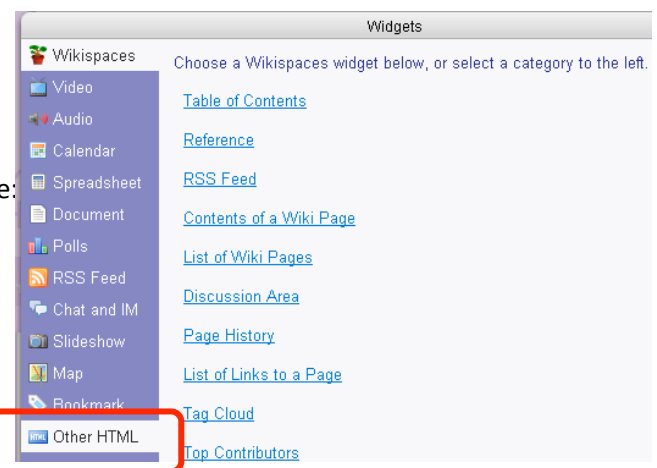 Widgets
Wikispaces
Choose a Wikispaces widget below, or select a category to the left.
Video
Table of Contents
Audio
Reference
Calendar
RSS Feed
e:
Spreadsheet
Contents of a Wiki Page
Document
List of Wiki Pages
Polls
Discussion Area
RSS Feed
Chat and IM
Page History
Slideshow
List of Links to a Page
Map
Bookmark
Tag Cloud
HTML
Other HTML
Top Contributors